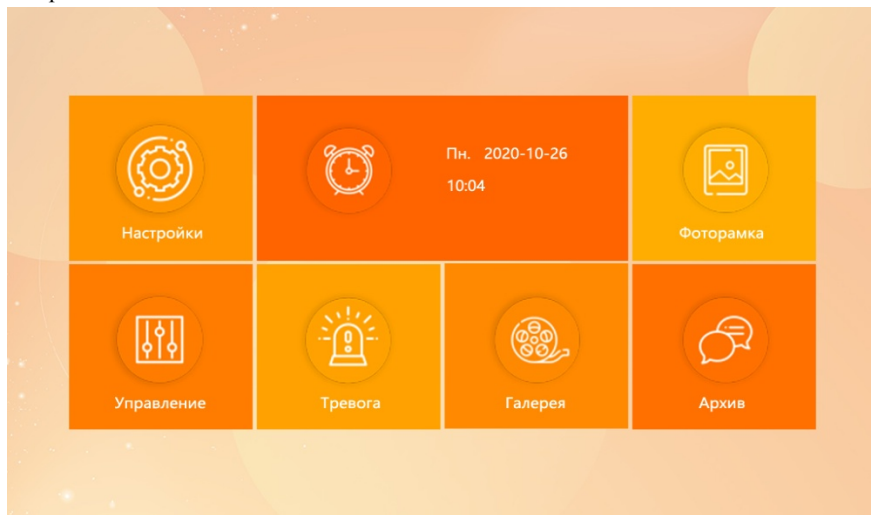 Пн. 2020-10-26
10:04
Настройки
Фоторамка
Управление
Тревога
Галерея
Архив